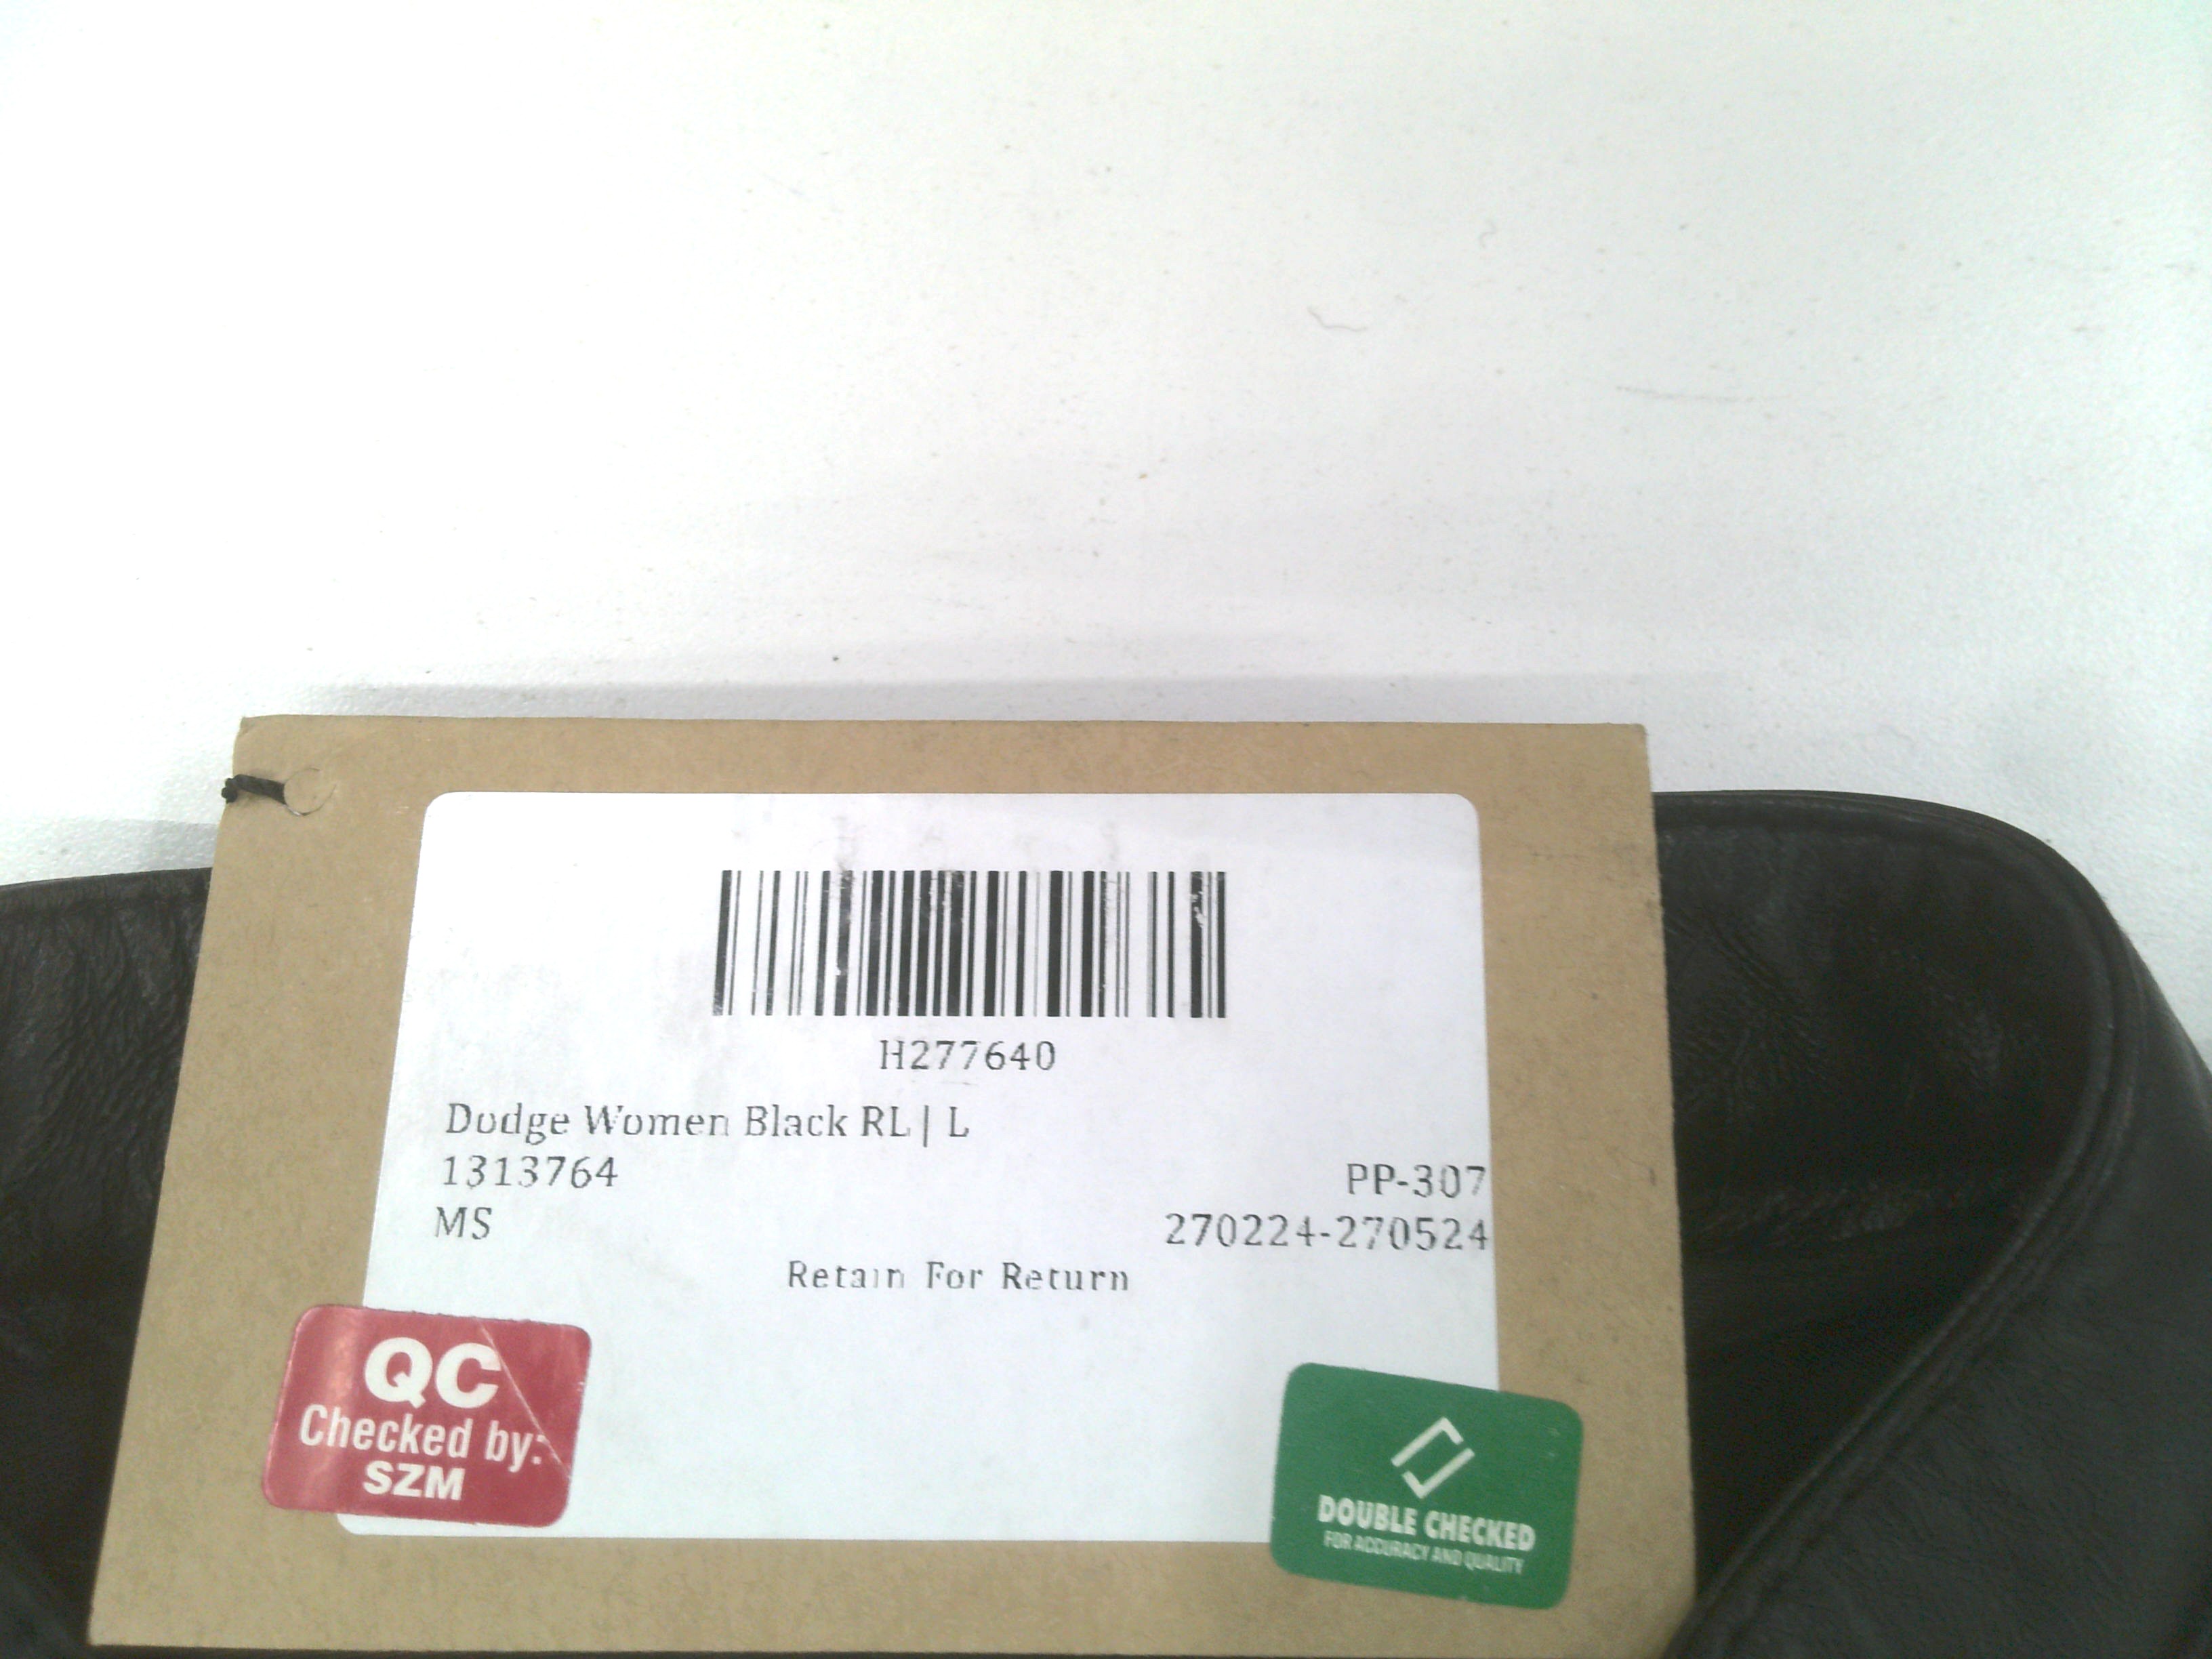 H277640
Dodge Women Black RL| L
1313764
PP-307
MS
270224-270524
Retain For Return
QC
Checked by:
SZM
DOUBLE CHECKED
FOR ACCURACY AND QUALITY